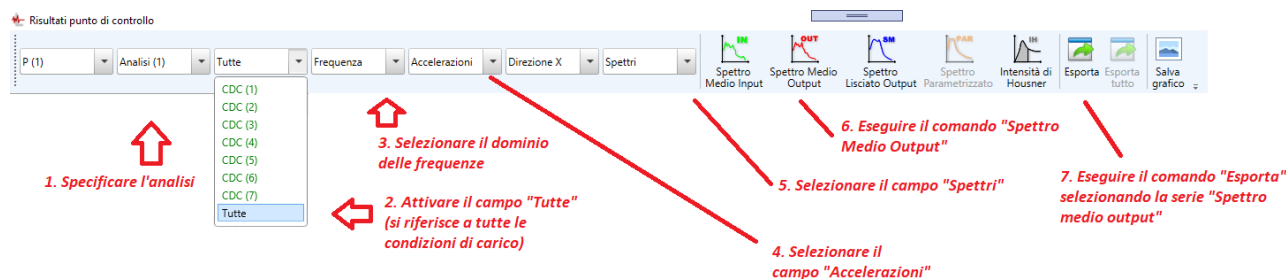 Risultati punto di controllo
P (1)
Analisi (1)
Tutte
Frequenza
Accelerazioni
Direzione X
Spettri
IN
Spettro
Medio Input
OUT
Spettro Medio
Output
SM
Spettro
Lisciato Output
PAR
Spettro
Parametrizzato
IH
Intensità di
Housner
Esporta
Esporta
tutto
Salva
grafico
CDC (1)
CDC (2)
CDC (3)
CDC (4)
CDC (5)
CDC (6)
CDC (7)
Tutte
1. Specificare l'analisi
2. Attivare il campo "Tutte"
(si riferisce a tutte le
condizioni di carico)
3. Selezionare il dominio
delle frequenze
4. Selezionare il
campo "Accelerazioni"
5. Selezionare il campo "Spettri"
6. Eseguire il comando "Spettro
Medio Output"
7. Eseguire il comando "Esporta"
selezionando la serie "Spettro
medio output"